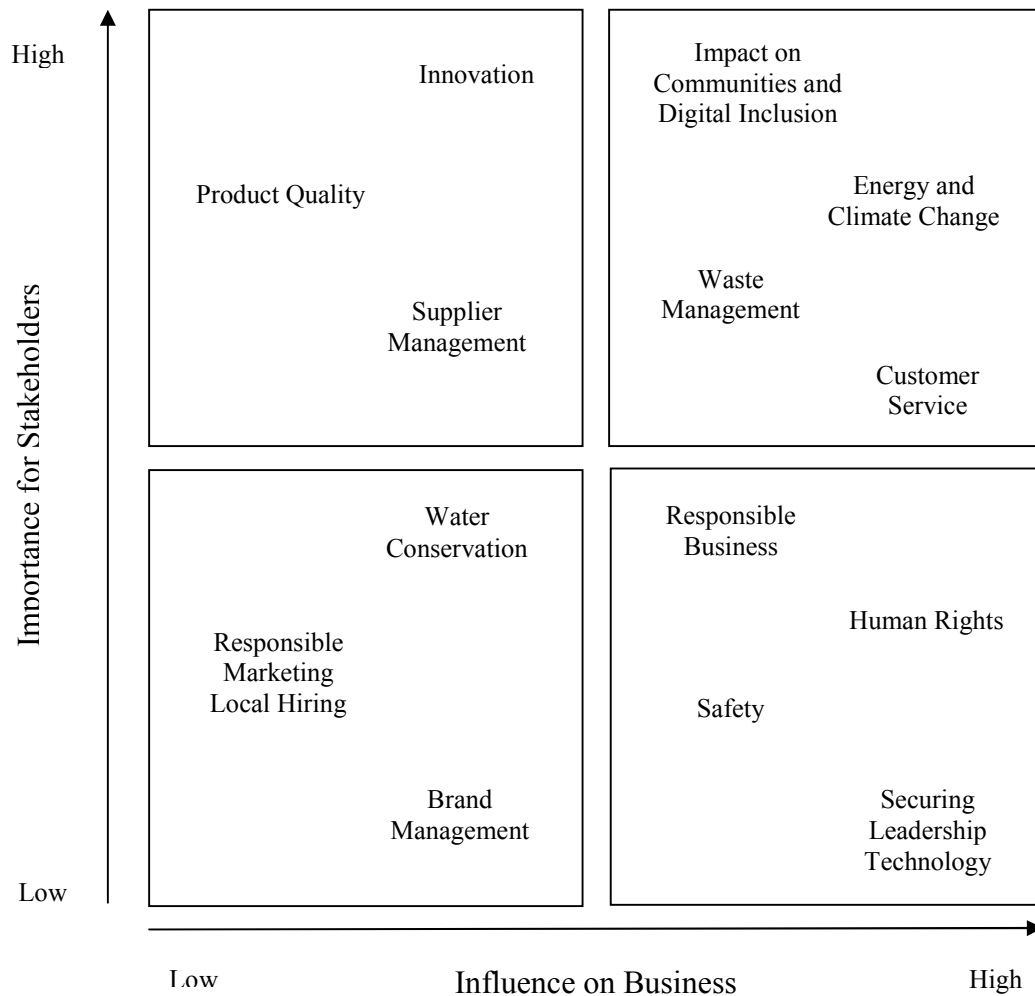 High
Innovation
Product Quality
Supplier
Management
Impact on
Communities and
Digital Inclusion
Energy and
Climate Change
Waste
Management
Customer
Service
Importance for Stakeholders
Water
Conservation
Responsible
Marketing
Local Hiring
Brand
Management
Responsible
Business
Human Rights
Safety
Securing
Leadership
Technology
Low
Low
Influence on Business
High